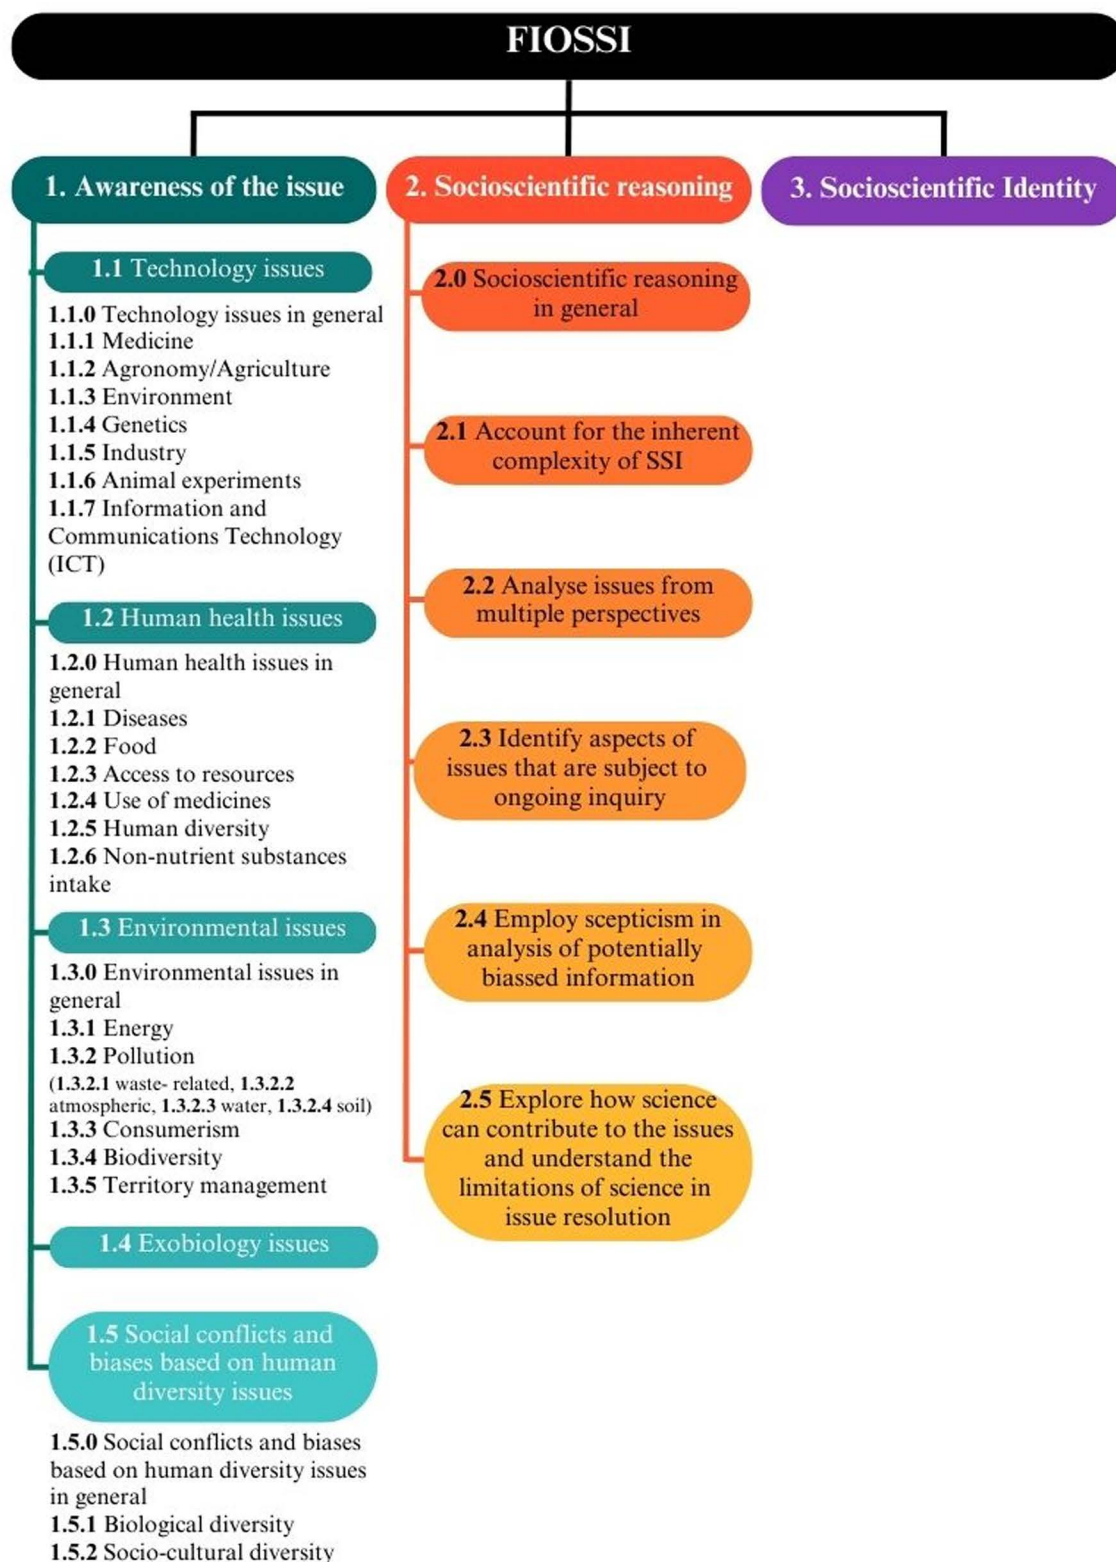 FIOSSI
1. Awareness of the issue
1.1 Technology issues
1.1.0 Technology issues in general
1.1.1 Medicine
1.1.2 Agronomy/Agriculture
1.1.3 Environment
1.1.4 Genetics
1.1.5 Industry
1.1.6 Animal experiments
1.1.7 Information and
Communications Technology
(ICT)
1.2 Human health issues
1.2.0 Human health issues in
general
1.2.1 Diseases
1.2.2 Food
1.2.3 Access to resources
1.2.4 Use of medicines
1.2.5 Human diversity
1.2.6 Non-nutrient substances
intake
1.3 Environmental issues
1.3.0 Environmental issues in
general
1.3.1 Energy
1.3.2 Pollution
(1.3.2.1 waste- related, 1.3.2.2
atmospheric, 1.3.2.3 water, 1.3.2.4 soil)
1.3.3 Consumerism
1.3.4 Biodiversity
1.3.5 Territory management
1.4 Exobiology issues
1.5 Social conflicts and
biases based on human
diversity issues
1.5.0 Social conflicts and biases
based on human diversity issues
in general
1.5.1 Biological diversity
1.5.2 Socio-cultural diversity
2. Socioscientific reasoning
2.0 Socioscientific reasoning
in general
2.1 Account for the inherent
complexity of SSI
2.2 Analyse issues from
multiple perspectives
2.3 Identify aspects of
issues that are subject to
ongoing inquiry
2.4 Employ scepticism in
analysis of potentially
biassed information
2.5 Explore how science
can contribute to the issues
and understand the
limitations of science in
issue resolution
3. Socioscientific Identity